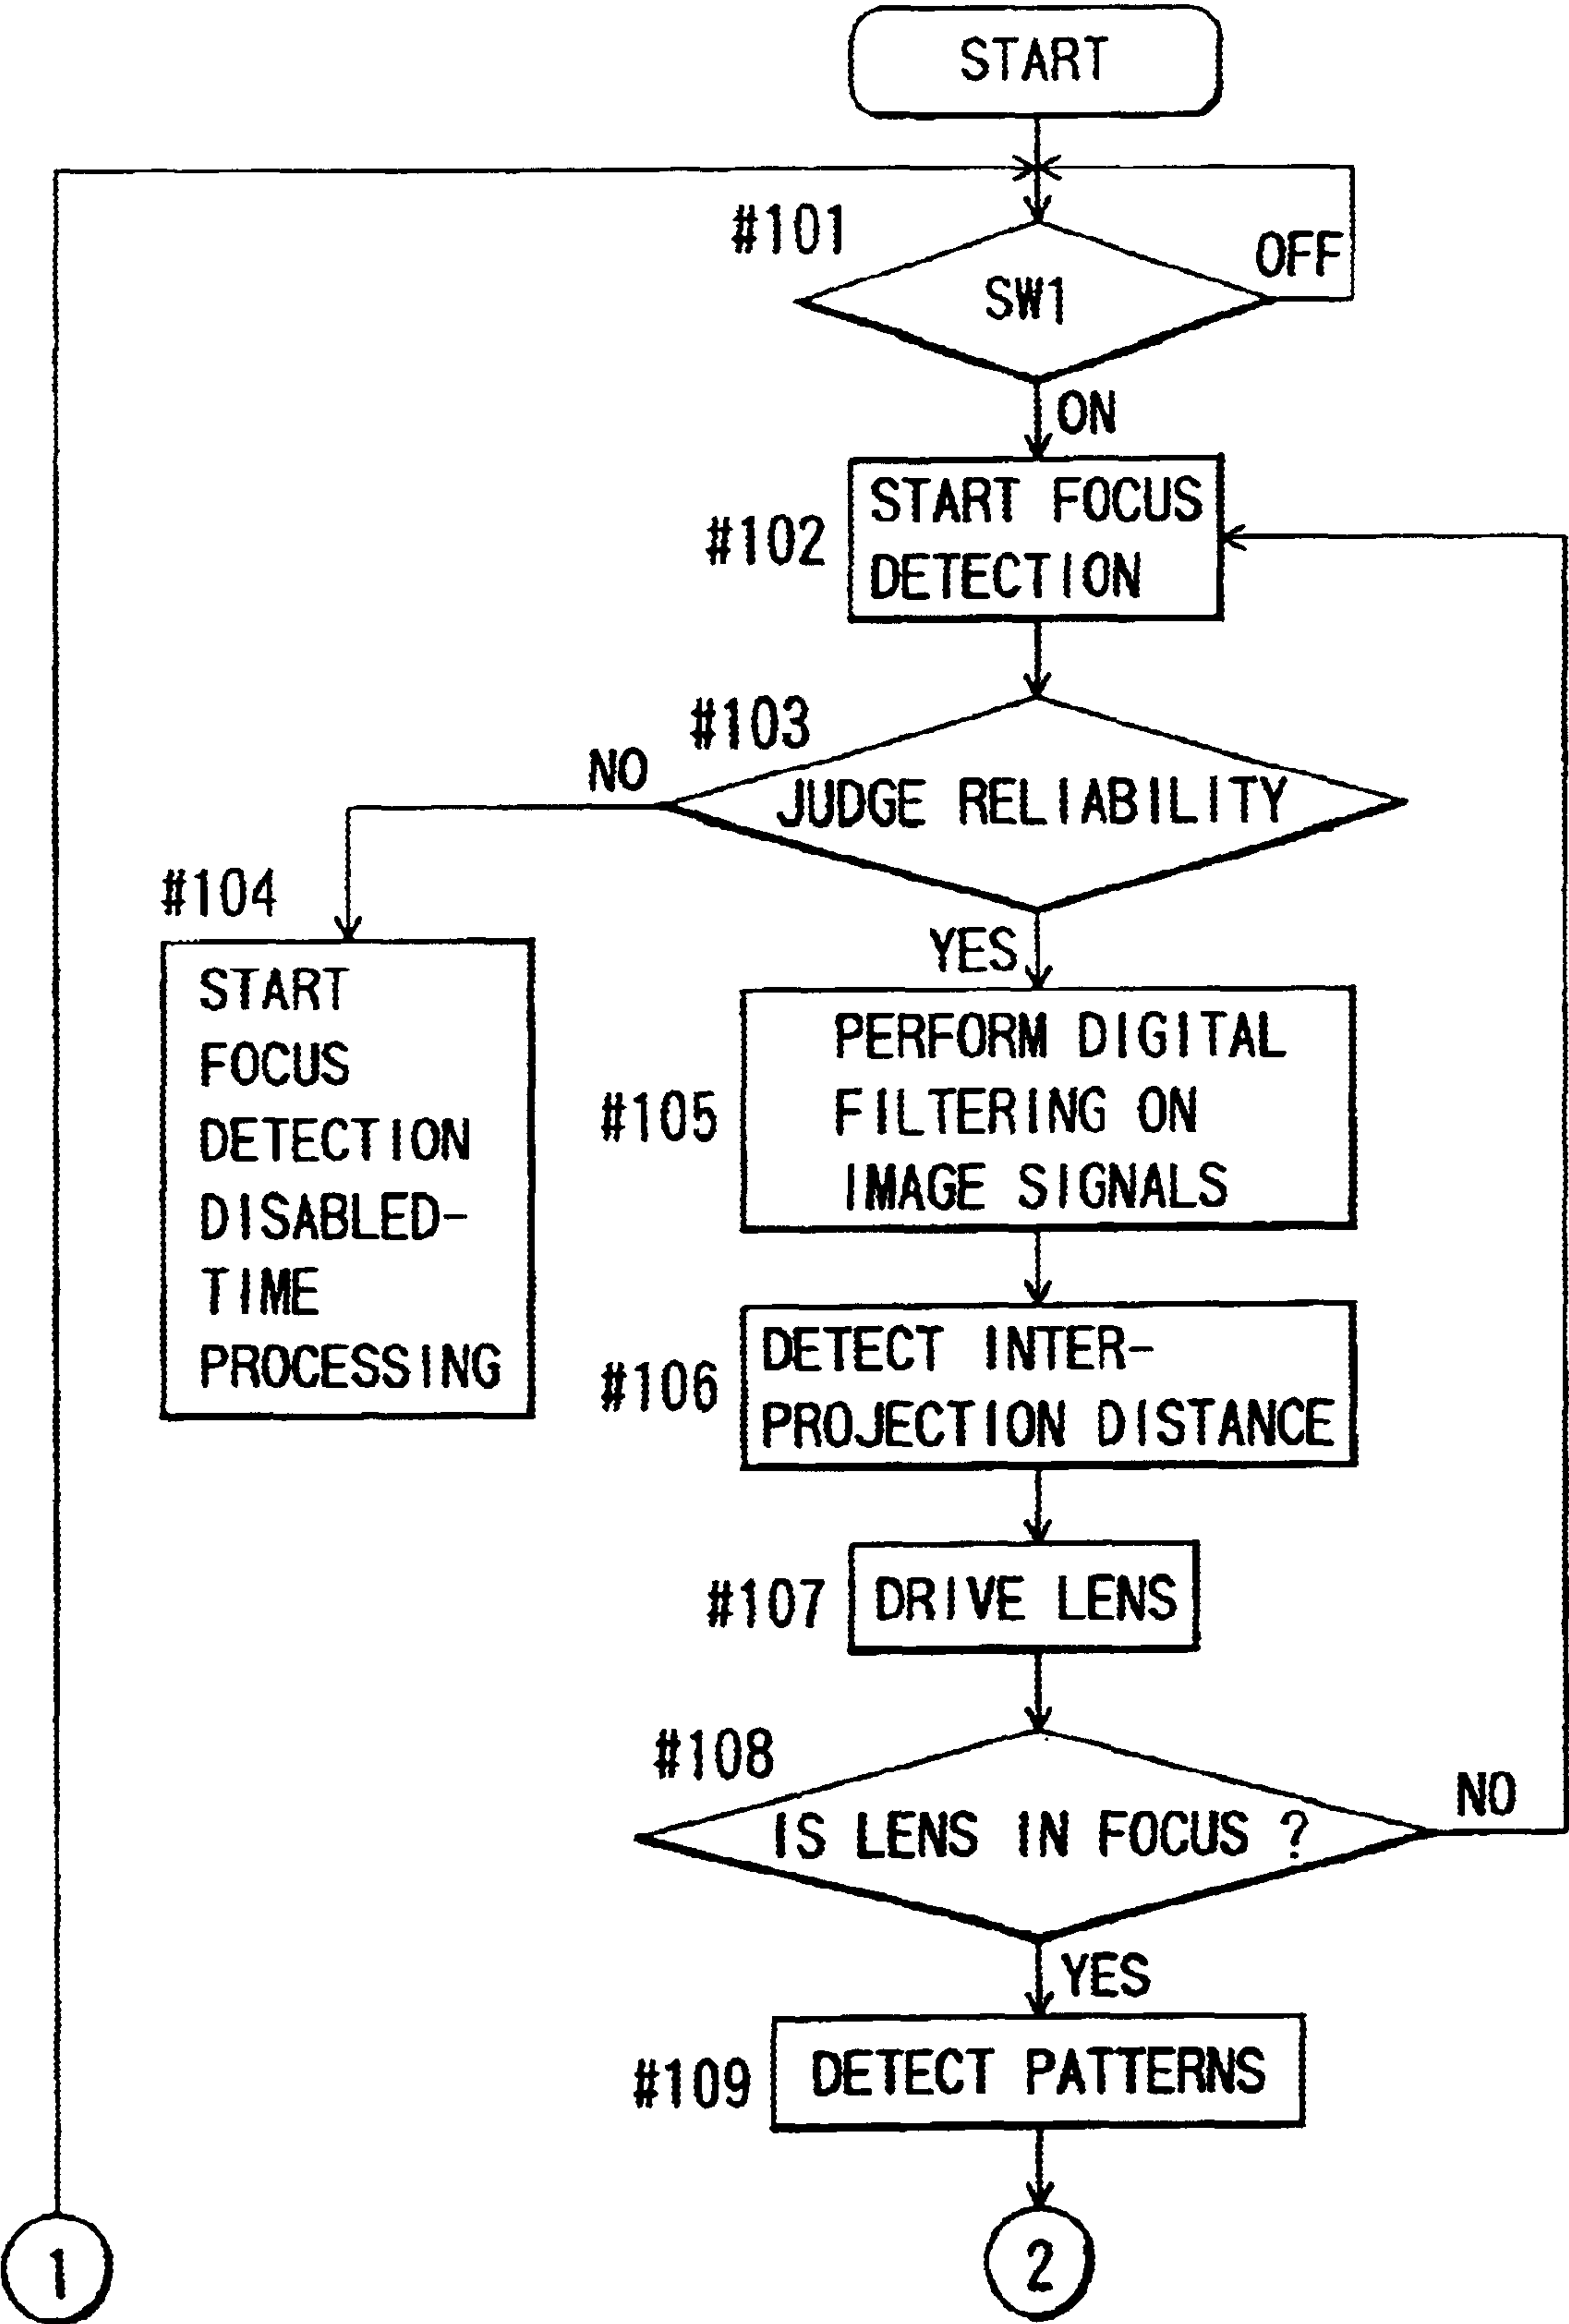 START
#101
OFF
SW1
ON
#102
START FOCUS
DETECTION
#103
NO
JUDGE RELIABILITY
#104
YES
START
FOCUS
DETECTION
DISABLED-
TIME
PROCESSING
#105
PERFORM DIGITAL
FILTERING ON
IMAGE SIGNALS
#106
DETECT INTER-
PROJECTION DISTANCE
#107
DRIVE LENS
#108
NO
IS LENS IN FOCUS ?
YES
#109
DETECT PATTERNS
1
2